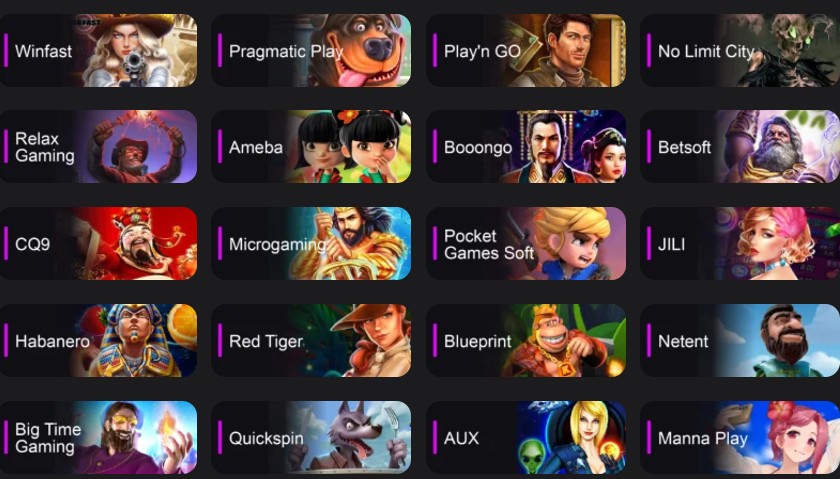 Winfast
Pragmatic Play
Play'n GO
No Limit City
Relax
Gaming
Ameba
Booongo
Betsoft
CQ9
Microgaming
Pocket
Games Soft
JILI
Habanero
Red Tiger
Blueprint
Netent
Big Time
Gaming
Quickspin
AUX
Manna Play